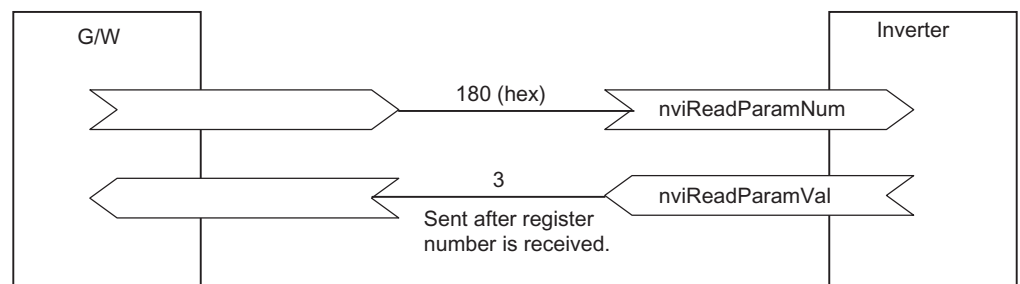 G/W
Inverter
180 (hex)
nviReadParamNum
3
nviReadParamVal
Sent after register
number is received.